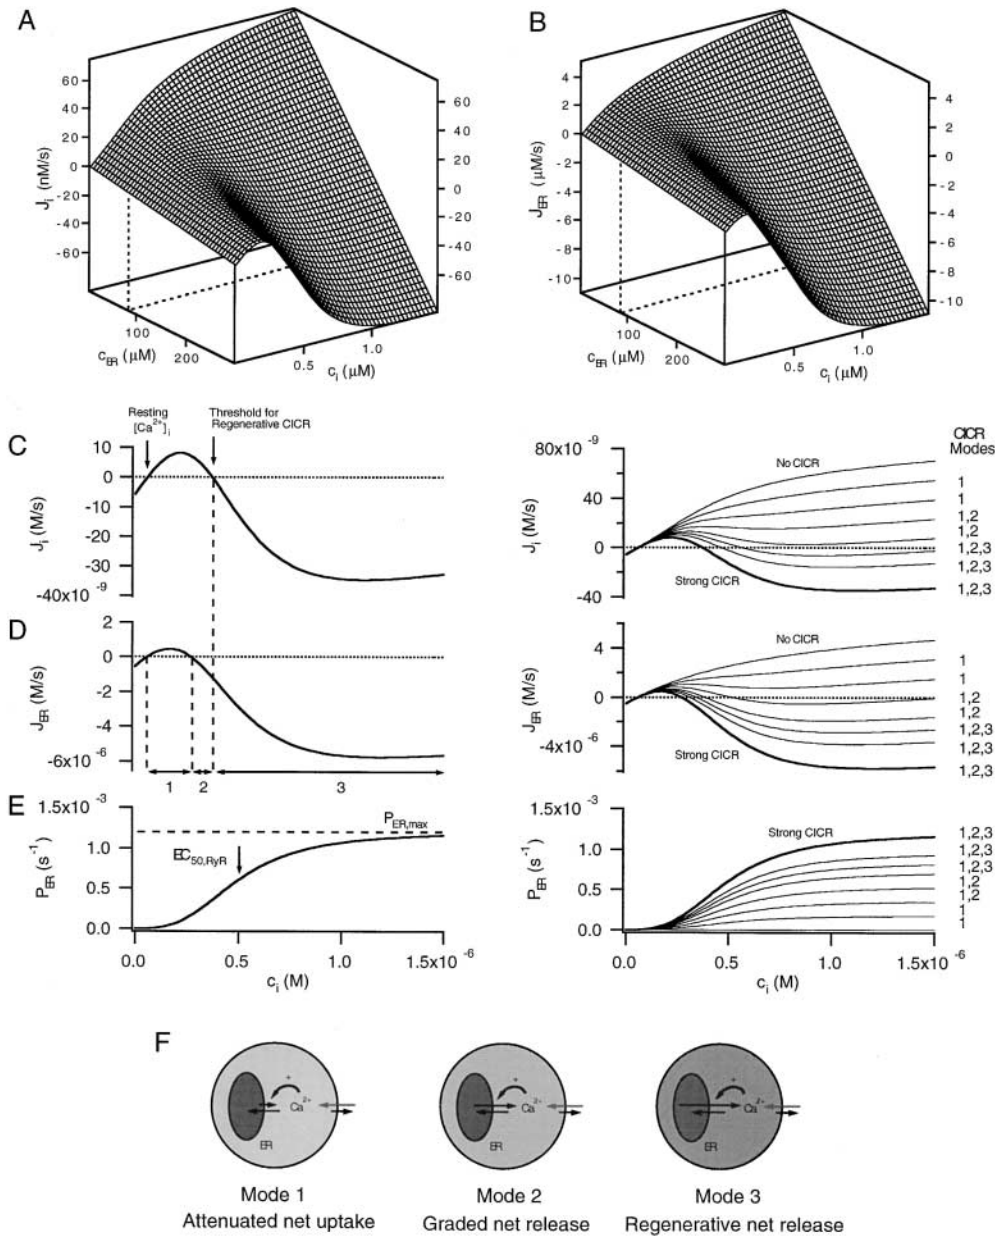 A
B
J_i (nM/s)
60
40
20
0
-20
-40
-60
60
40
20
0
-20
-40
-60
100
200
c_ER (μM)
0.5
1.0
c_i (μM)
J_ER (μM/s)
4
2
0
-2
-4
-6
-8
-10
4
2
0
-2
-4
-6
-8
-10
100
200
c_ER (μM)
0.5
1.0
c_i (μM)
C
Resting [Ca²⁺]_i
Threshold for Regenerative CICR
J_i (M/s)
10
0
-10
-20
-30
-40x10⁻⁹
CICR Modes
J_i (M/s)
80x10⁻⁹
40
0
-40
No CICR
Strong CICR
1
1
1,2
1,2
1,2,3
1,2,3
1,2,3
D
J_ER (M/s)
2
0
-2
-4
-6x10⁻⁶
1
2
3
J_ER (M/s)
4
0
-4x10⁻⁶
No CICR
Strong CICR
1
1
1,2
1,2
1,2,3
1,2,3
1,2,3
E
P_ER (s⁻¹)
1.5x10⁻³
1.0
0.5
0.0
P_ER,max
EC_50,RyR
0.0
0.5
1.0
1.5x10⁻⁶
c_i (M)
P_ER (s⁻¹)
1.5x10⁻³
1.0
0.5
0.0
Strong CICR
1,2,3
1,2,3
1,2,3
1,2
1,2
1
0.0
0.5
1.0
1.5x10⁻⁶
c_i (M)
F
+
Ca²⁺
ER
+
Ca²⁺
ER
+
Ca²⁺
ER
Mode 1
Attenuated net uptake
Mode 2
Graded net release
Mode 3
Regenerative net release